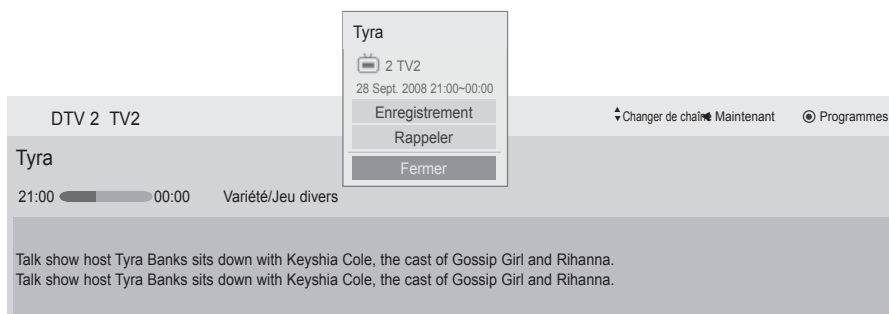 Tyra
2 TV2
28 Sept. 2008 21:00~00:00
Enregistrement
Rappeler
Fermer
DTV 2 TV2
Changer de chaîne Maintenant Programmes
Tyra
21:00 00:00 Variété/Jeu divers
Talk show host Tyra Banks sits down with Keyshia Cole, the cast of Gossip Girl and Rihanna.
Talk show host Tyra Banks sits down with Keyshia Cole, the cast of Gossip Girl and Rihanna.